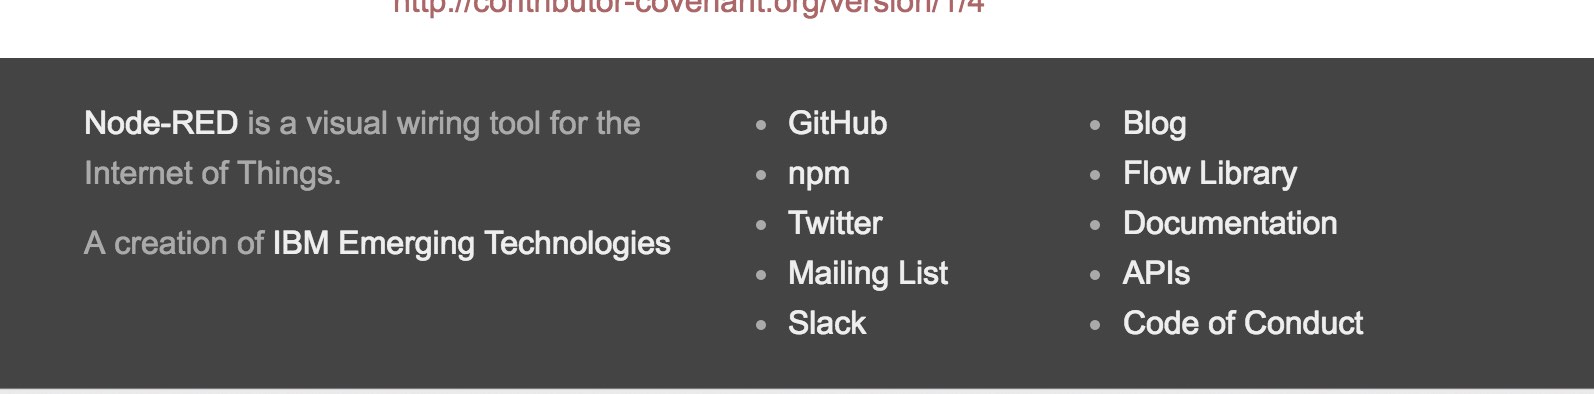 http://contributor-covenant.org/version/1/4
Node-RED is a visual wiring tool for the
Internet of Things.
A creation of IBM Emerging Technologies
GitHub
npm
Twitter
Mailing List
Slack
Blog
Flow Library
Documentation
APIs
Code of Conduct